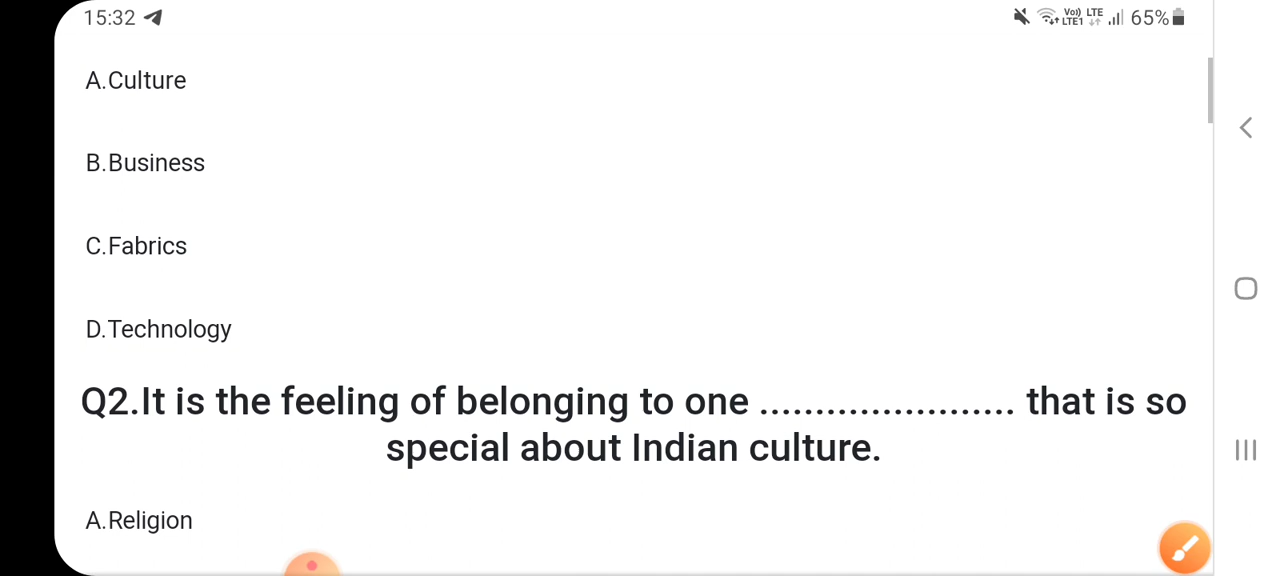 15:32
Vo)) LTE
LTE1
65%
A.Culture
B.Business
C.Fabrics
D.Technology
Q2.It is the feeling of belonging to one ....................... that is so
special about Indian culture.
A.Religion